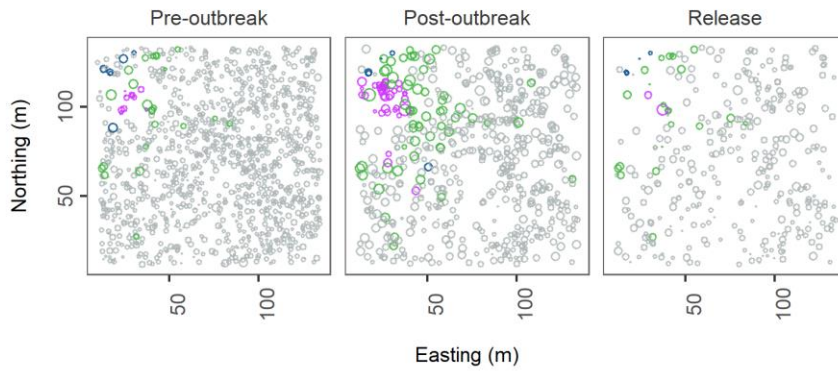 Pre-outbreak Post-outbreak Release
Northing (m)
100
50
50 100 50 100 50 100
Easting (m)